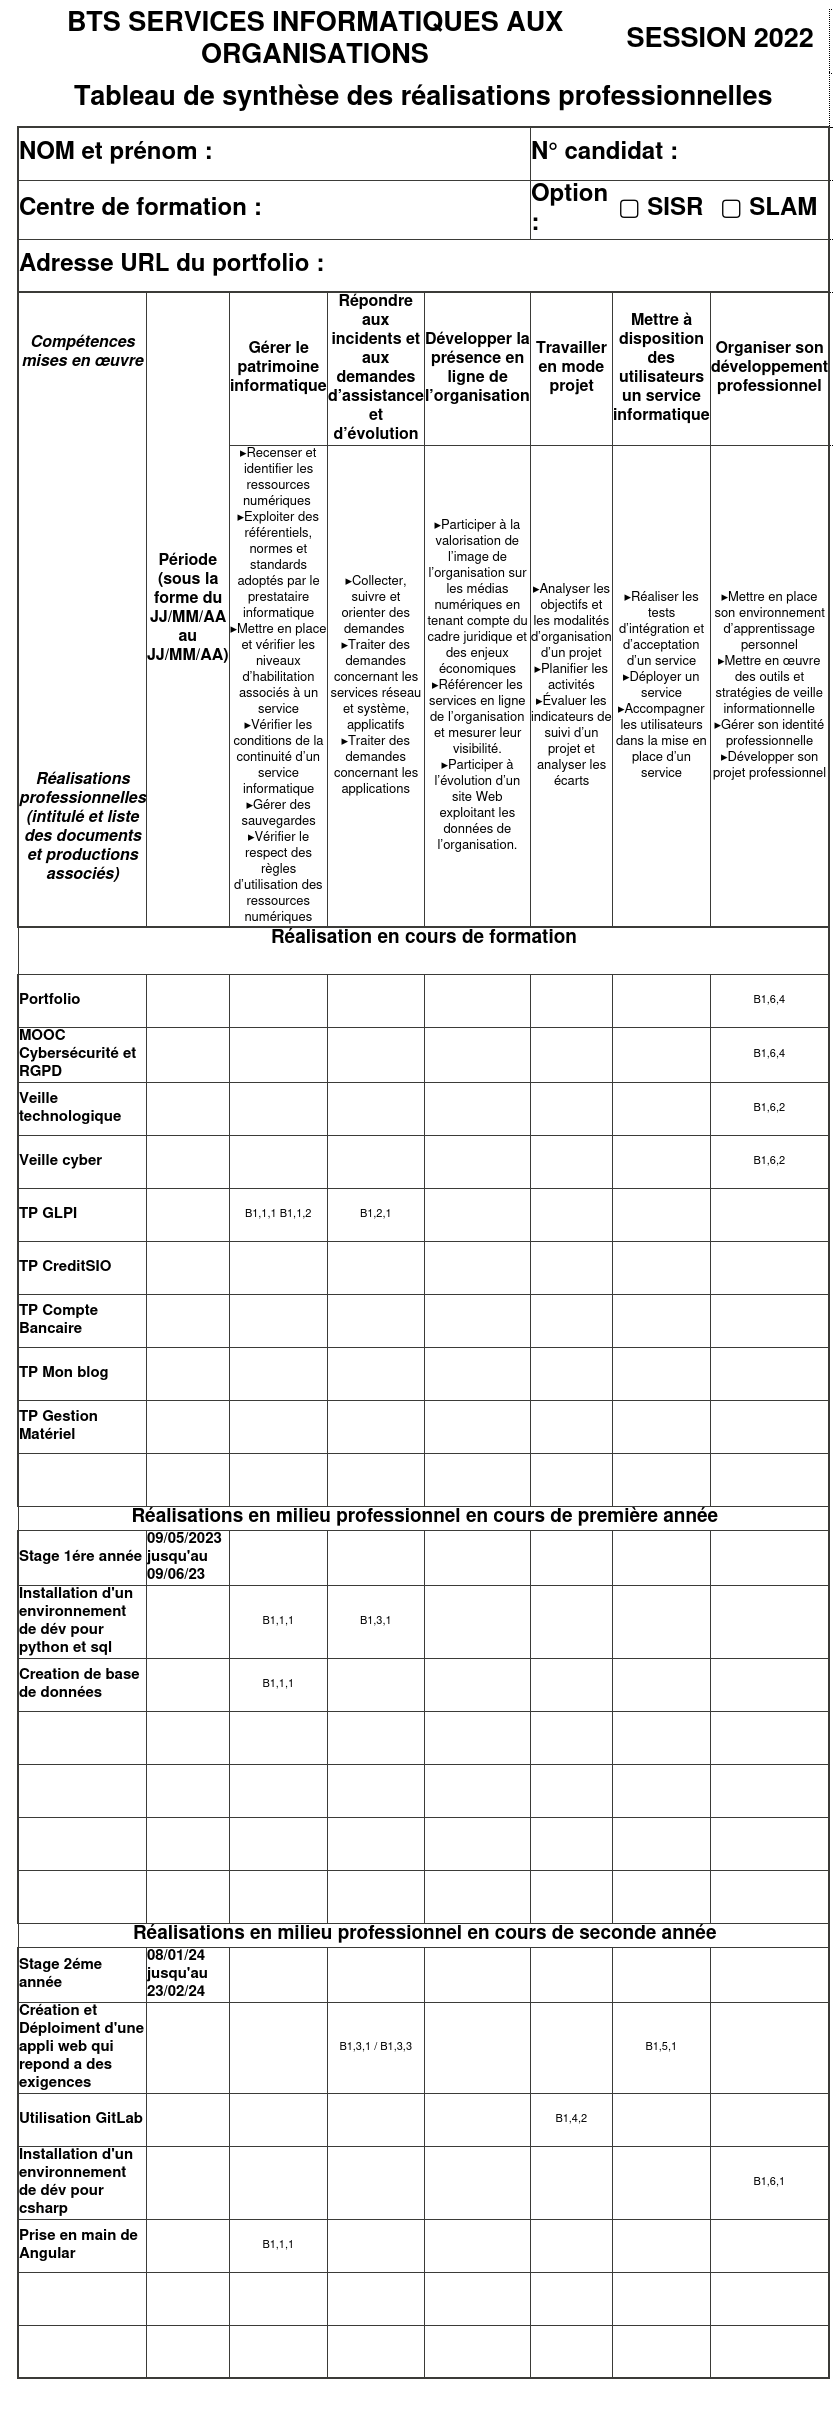 BTS SERVICES INFORMATIQUES AUX
ORGANISATIONS
SESSION 2022
Tableau de synthèse des réalisations professionnelles
NOM et prénom :
N° candidat :
Centre de formation :
Option
:
▢ SISR ▢ SLAM
Adresse URL du portfolio :
Compétences
mises en œuvre
Réalisations
professionnelles
(intitulé et liste
des documents
et productions
associés)
Période
(sous la
forme du
JJ/MM/AA
au
JJ/MM/AA)
Gérer le
patrimoine
informatique
Répondre
aux
incidents et
aux
demandes
d’assistance
et
d’évolution
Développer la
présence en
ligne de
l’organisation
Travailler
en mode
projet
Mettre à
disposition
des
utilisateurs
un service
informatique
Organiser son
développement
professionnel
▸Recenser et
identifier les
ressources
numériques
▸Exploiter des
référentiels,
normes et
standards
adoptés par le
prestataire
informatique
▸Mettre en place
et vérifier les
niveaux
d’habilitation
associés à un
service
▸Vérifier les
conditions de la
continuité d’un
service
informatique
▸Gérer des
sauvegardes
▸Vérifier le
respect des
règles
d’utilisation des
ressources
numériques
▸Collecter,
suivre et
orienter des
demandes
▸Traiter des
demandes
concernant les
services réseau
et système,
applicatifs
▸Traiter des
demandes
concernant les
applications
▸Participer à la
valorisation de
l’image de
l’organisation sur
les médias
numériques en
tenant compte du
cadre juridique et
des enjeux
économiques
▸Référencer les
services en ligne
de l’organisation
et mesurer leur
visibilité.
▸Participer à
l’évolution d’un
site Web
exploitant les
données de
l’organisation.
▸Analyser les
objectifs et
les modalités
d’organisation
d’un projet
▸Planifier les
activités
▸Évaluer les
indicateurs de
suivi d’un
projet et
analyser les
écarts
▸Réaliser les
tests
d’intégration et
d’acceptation
d’un service
▸Déployer un
service
▸Accompagner
les utilisateurs
dans la mise en
place d’un
service
▸Mettre en place
son environnement
d’apprentissage
personnel
▸Mettre en œuvre
des outils et
stratégies de veille
informationnelle
▸Gérer son identité
professionnelle
▸Développer son
projet professionnel
Réalisation en cours de formation
Portfolio
B1,6,4
MOOC
Cybersécurité et
RGPD
B1,6,4
Veille
technologique
B1,6,2
Veille cyber
B1,6,2
TP GLPI
B1,1,1 B1,1,2
B1,2,1
TP CreditSIO
TP Compte
Bancaire
TP Mon blog
TP Gestion
Matériel
Réalisations en milieu professionnel en cours de première année
Stage 1ére année
09/05/2023
jusqu'au
09/06/23
Installation d'un
environnement
de dév pour
python et sql
B1,1,1
B1,3,1
Creation de base
de données
B1,1,1
Réalisations en milieu professionnel en cours de seconde année
Stage 2éme
année
08/01/24
jusqu'au
23/02/24
Création et
Déploiment d'une
appli web qui
repond a des
exigences
B1,3,1 / B1,3,3
B1,5,1
Utilisation GitLab
B1,4,2
Installation d'un
environnement
de dév pour
csharp
B1,6,1
Prise en main de
Angular
B1,1,1